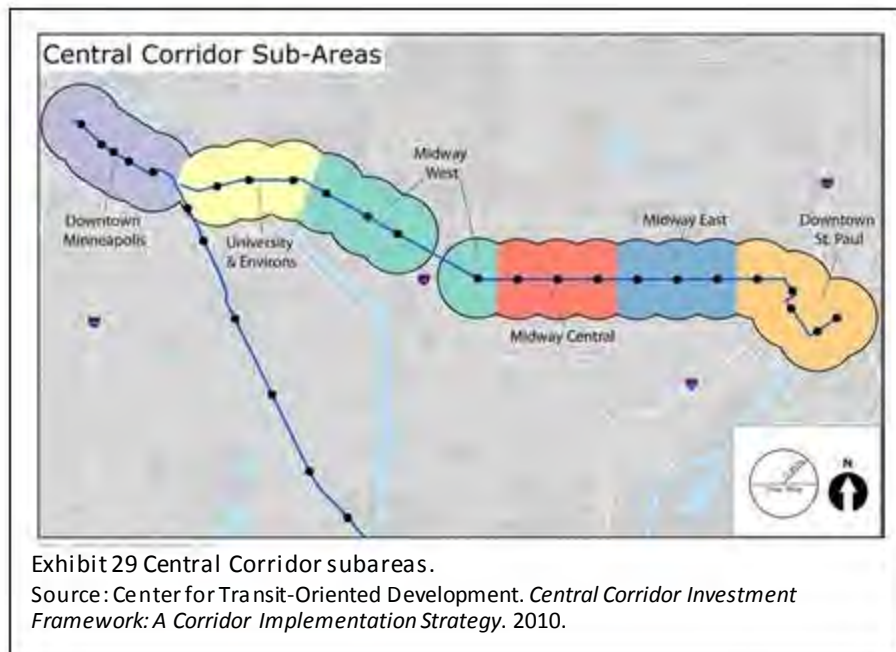 Central Corridor Sub-Areas
Midway
West
Downtown
Minneapolis
University
& Environs
Midway East
Downtown
St. Paul
Midway Central
N
Exhibit 29 Central Corridor subareas.
Source: Center for Transit-Oriented Development. Central Corridor Investment
Framework: A Corridor Implementation Strategy. 2010.